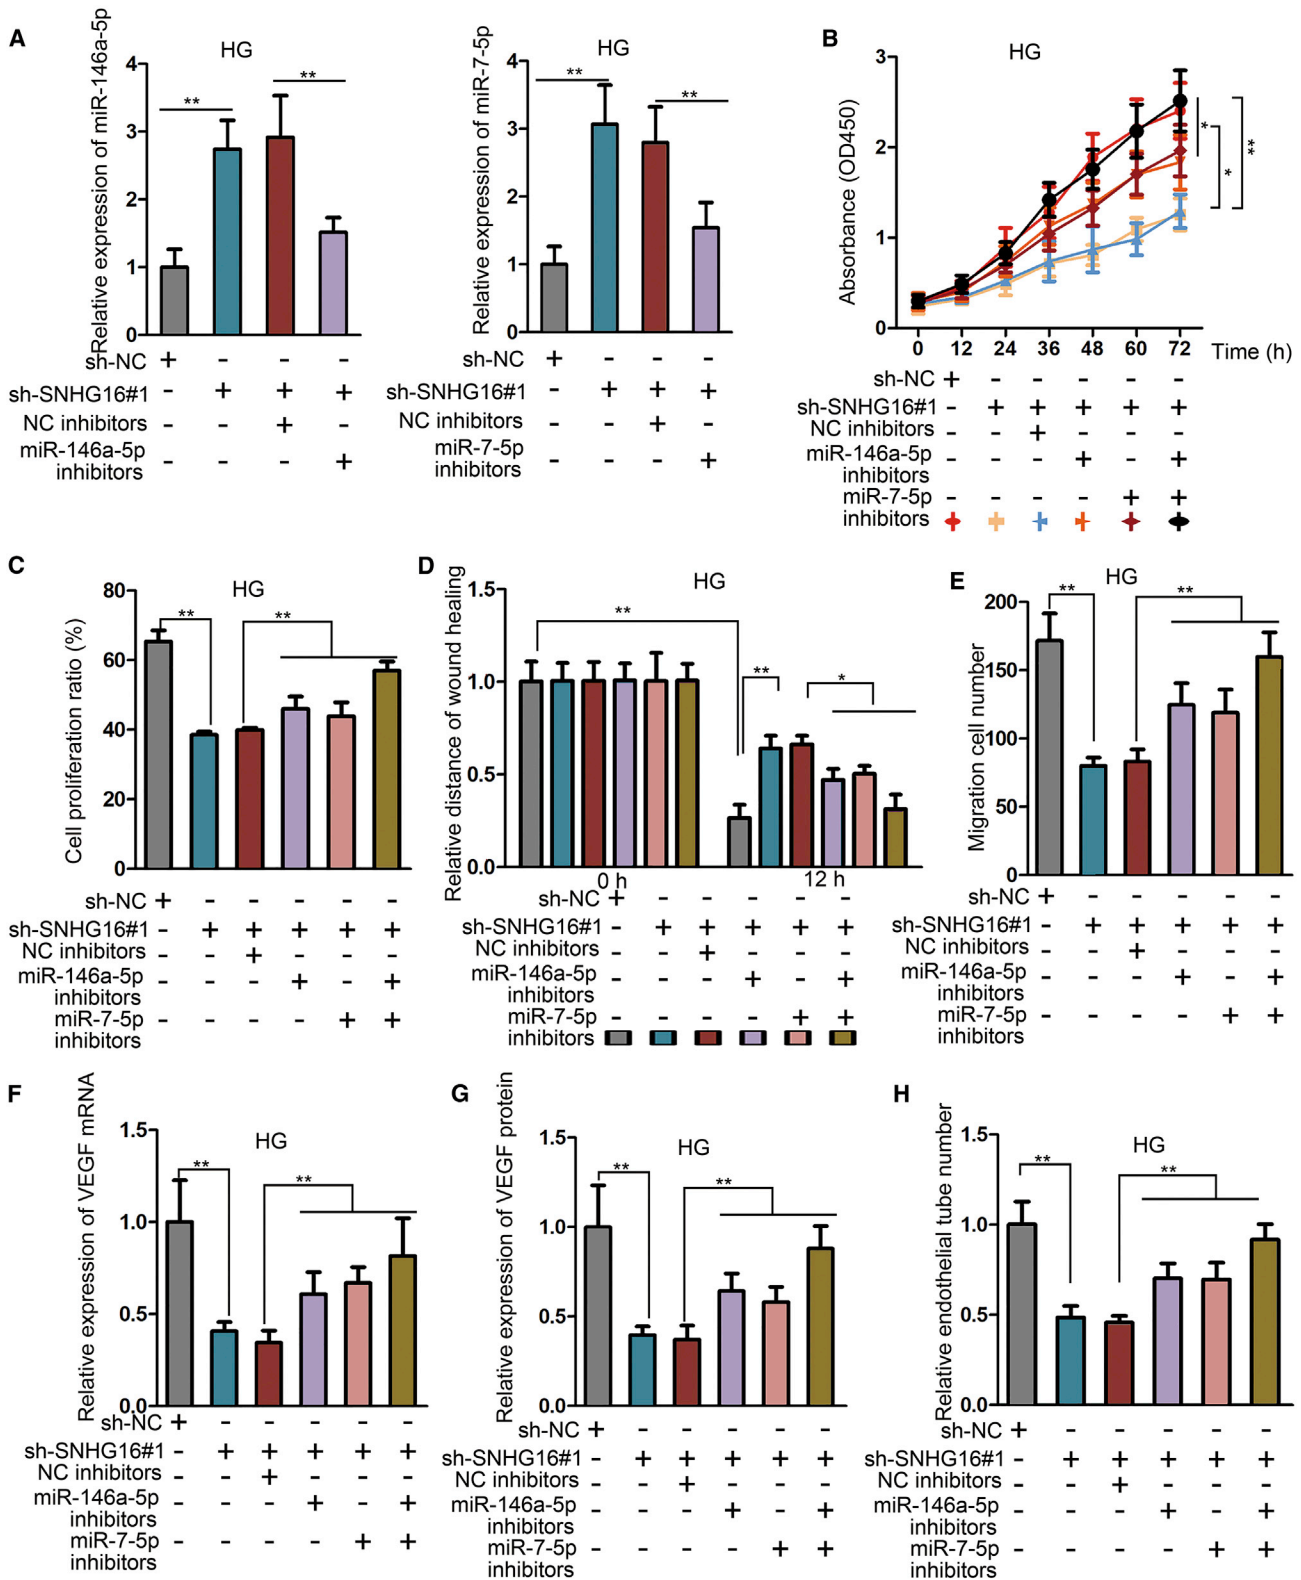 A
HG
Relative expression of miR-146a-5p
4
3
2
1
0
**
**
sh-NC + - - -
sh-SNHG16#1 - + + +
NC inhibitors - - + -
miR-146a-5p
inhibitors - - - +
HG
Relative expression of miR-7-5p
4
3
2
1
0
**
**
sh-NC + - - -
sh-SNHG16#1 - + + +
NC inhibitors - - + -
miR-7-5p
inhibitors - - - +
B
HG
Absorbance (OD450)
3
2
1
0
* * **
0 12 24 36 48 60 72 Time (h)
sh-NC + - - - - -
sh-SNHG16#1 - + + + + +
NC inhibitors - - + - - -
miR-146a-5p - - - + - +
inhibitors
miR-7-5p - - - - + +
inhibitors
C
HG
Cell proliferation ratio (%)
80
60
40
20
0
**
**
sh-NC + - - - - -
sh-SNHG16#1 - + + + + +
NC inhibitors - - + - - -
miR-146a-5p - - - + - +
inhibitors
miR-7-5p - - - - + +
inhibitors
D
HG
Relative distance of wound healing
1.5
1.0
0.5
0.0
**
**
*
0 h 12 h
sh-NC + - - - - -
sh-SNHG16#1 - + + + + +
NC inhibitors - - + - - -
miR-146a-5p - - - + - +
inhibitors
miR-7-5p - - - - + +
inhibitors
E
HG
Migration cell number
200
150
100
50
0
**
**
sh-NC + - - - - -
sh-SNHG16#1 - + + + + +
NC inhibitors - - + - - -
miR-146a-5p - - - + - +
inhibitors
miR-7-5p - - - - + +
inhibitors
F
HG
Relative expression of VEGF mRNA
1.5
1.0
0.5
0.0
**
**
sh-NC + - - - - -
sh-SNHG16#1 - + + + + +
NC inhibitors - - + - - -
miR-146a-5p - - - + - +
inhibitors
miR-7-5p - - - - + +
inhibitors
G
HG
Relative expression of VEGF protein
1.5
1.0
0.5
0.0
**
**
sh-NC + - - - - -
sh-SNHG16#1 - + + + + +
NC inhibitors - - + - - -
miR-146a-5p - - - + - +
inhibitors
miR-7-5p - - - - + +
inhibitors
H
HG
Relative endothelial tube number
1.5
1.0
0.5
0.0
**
**
sh-NC + - - - - -
sh-SNHG16#1 - + + + + +
NC inhibitors - - + - - -
miR-146a-5p - - - + - +
inhibitors
miR-7-5p - - - - + +
inhibitors